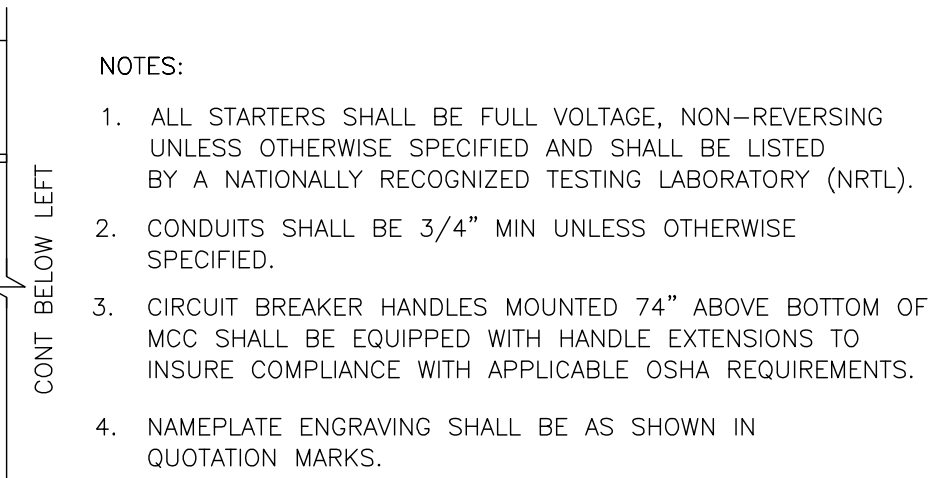 CONT BELOW LEFT
NOTES:
1. ALL STARTERS SHALL BE FULL VOLTAGE, NON-REVERSING
UNLESS OTHERWISE SPECIFIED AND SHALL BE LISTED
BY A NATIONALLY RECOGNIZED TESTING LABORATORY (NRTL).
2. CONDUITS SHALL BE 3/4” MIN UNLESS OTHERWISE
SPECIFIED.
3. CIRCUIT BREAKER HANDLES MOUNTED 74” ABOVE BOTTOM OF
MCC SHALL BE EQUIPPED WITH HANDLE EXTENSIONS TO
INSURE COMPLIANCE WITH APPLICABLE OSHA REQUIREMENTS.
4. NAMEPLATE ENGRAVING SHALL BE AS SHOWN IN
QUOTATION MARKS.